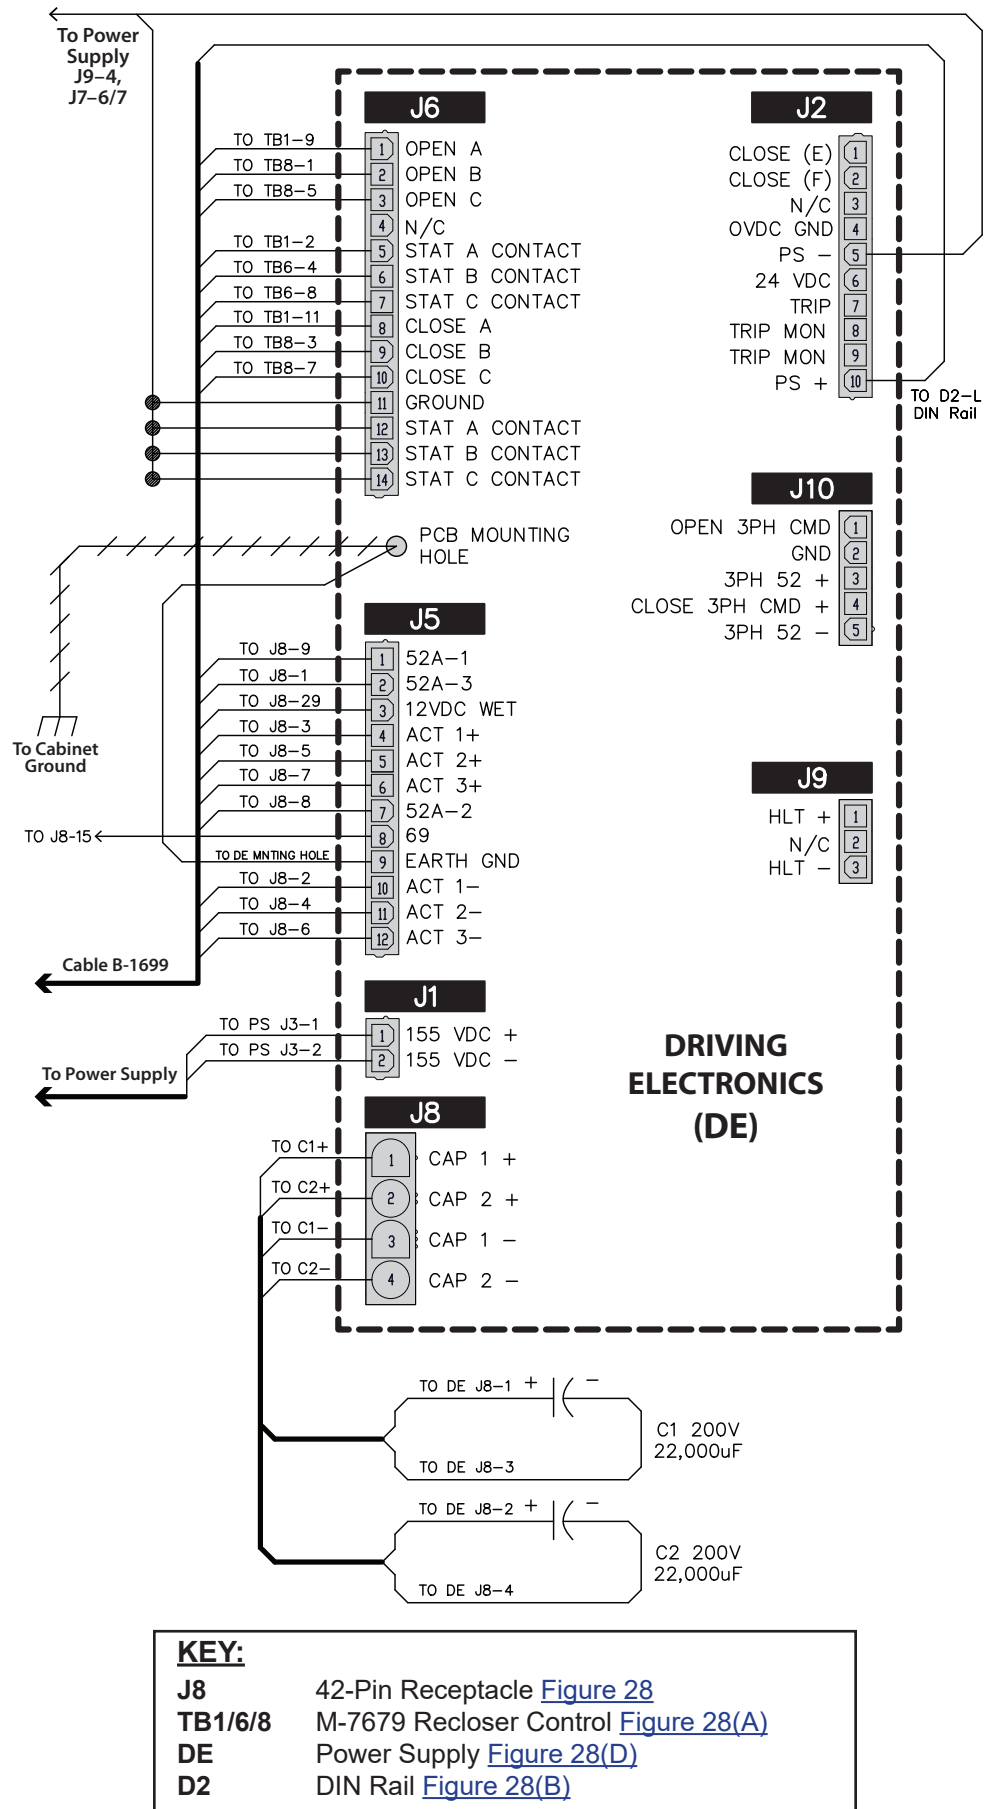 To Power
Supply
J9–4,
J7–6/7
J6
TO TB1–9
1 OPEN A
TO TB8–1
2 OPEN B
TO TB8–5
3 OPEN C
4 N/C
TO TB1–2
5 STAT A CONTACT
TO TB6–4
6 STAT B CONTACT
TO TB6–8
7 STAT C CONTACT
TO TB1–11
8 CLOSE A
TO TB8–3
9 CLOSE B
TO TB8–7
10 CLOSE C
11 GROUND
12 STAT A CONTACT
13 STAT B CONTACT
14 STAT C CONTACT
J2
CLOSE (E) 1
CLOSE (F) 2
N/C 3
0VDC GND 4
PS – 5
24 VDC 6
TRIP 7
TRIP MON 8
TRIP MON 9
PS + 10
TO D2–L
DIN Rail
J10
OPEN 3PH CMD 1
GND 2
3PH 52 + 3
CLOSE 3PH CMD + 4
3PH 52 – 5
PCB MOUNTING
HOLE
To Cabinet
Ground
J5
TO J8–9
1 52A–1
TO J8–1
2 52A–3
TO J8–29
3 12VDC WET
TO J8–3
4 ACT 1+
TO J8–5
5 ACT 2+
TO J8–7
6 ACT 3+
TO J8–8
7 52A–2
TO J8-15
8 69
TO DE MNTING HOLE
9 EARTH GND
TO J8–2
10 ACT 1–
TO J8–4
11 ACT 2–
TO J8–6
12 ACT 3–
Cable B-1699
J9
HLT + 1
N/C 2
HLT – 3
J1
TO PS J3–1
1 155 VDC +
TO PS J3–2
2 155 VDC –
To Power Supply
DRIVING
ELECTRONICS
(DE)
J8
TO C1+
1 CAP 1 +
TO C2+
2 CAP 2 +
TO C1–
3 CAP 1 –
TO C2–
4 CAP 2 –
TO DE J8–1 + –
C1 200V
22,000uF
TO DE J8–3
TO DE J8–2 + –
C2 200V
22,000uF
TO DE J8–4
KEY:
J8 42-Pin Receptacle Figure 28
TB1/6/8 M-7679 Recloser Control Figure 28(A)
DE Power Supply Figure 28(D)
D2 DIN Rail Figure 28(B)